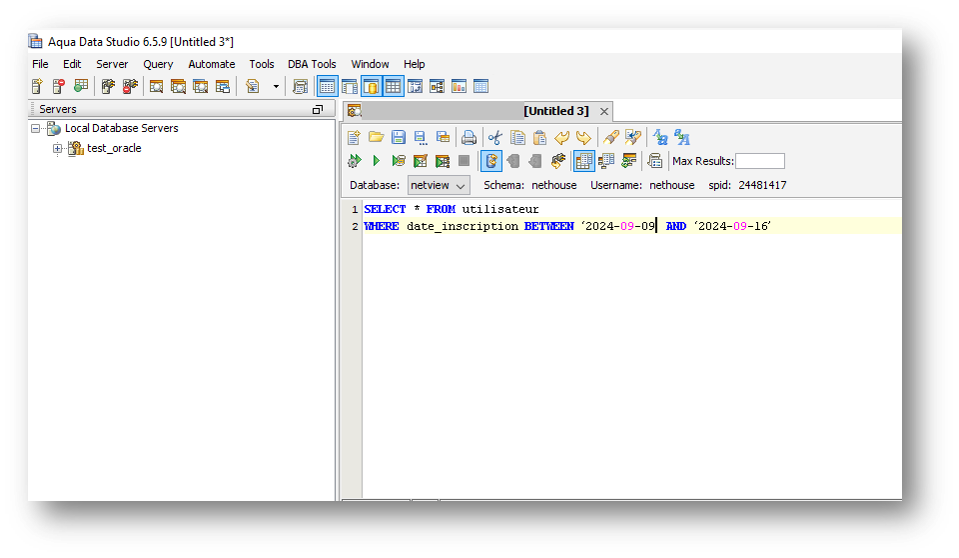 Aqua Data Studio 6.5.9 [Untitled 3*]
File Edit Server Query Automate Tools DBA Tools Window Help
Servers
[Untitled 3]
Local Database Servers
test_oracle
Max Results:
Database: netview Schema: nethouse Username: nethouse spid: 24481417
1 SELECT * FROM utilisateur
2 WHERE date_inscription BETWEEN ‘2024-09-09 AND ‘2024-09-16’